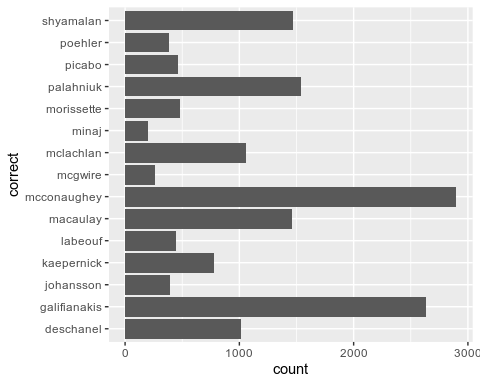 shyamalan
poehler
picabo
palahniuk
morissette
minaj
mclachlan
mcgwire
mcconaughey
macaulay
labeouf
kaepernick
johansson
galifianakis
deschanel
correct
0 1000 2000 3000
count